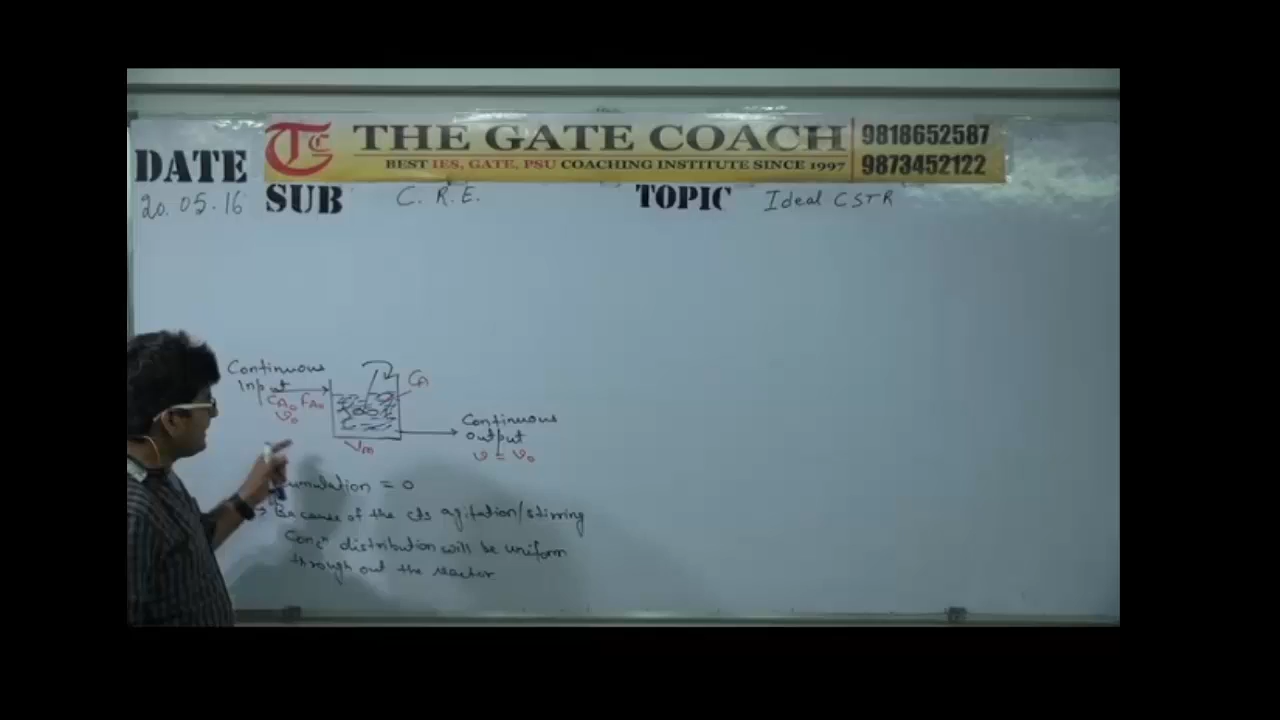 THE GATE COACH
BEST IES, GATE, PSU COACHING INSTITUTE SINCE 1997
9818652587
9873452122
DATE
20.05.16
SUB
C. R. E.
TOPIC
Ideal CSTR
Continuous
Input
CA₀ FA₀
v₀
CA
Vm
Continuous
output
v = v₀
umulation = 0
→ Because of the cts agitation/stirring
Concⁿ distribution will be uniform
through out the reactor